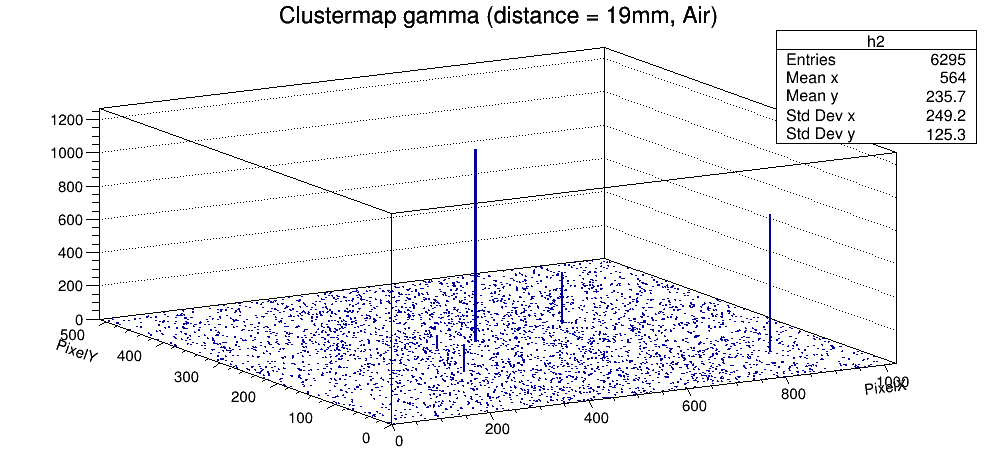 Clustermap gamma (distance = 19mm, Air)
h2
Entries 6295
Mean x 564
Mean y 235.7
Std Dev x 249.2
Std Dev y 125.3
1200
1000
800
600
400
200
0
500
PixelY
400
300
200
100
0
0
200
400
600
800
1000
PixelX